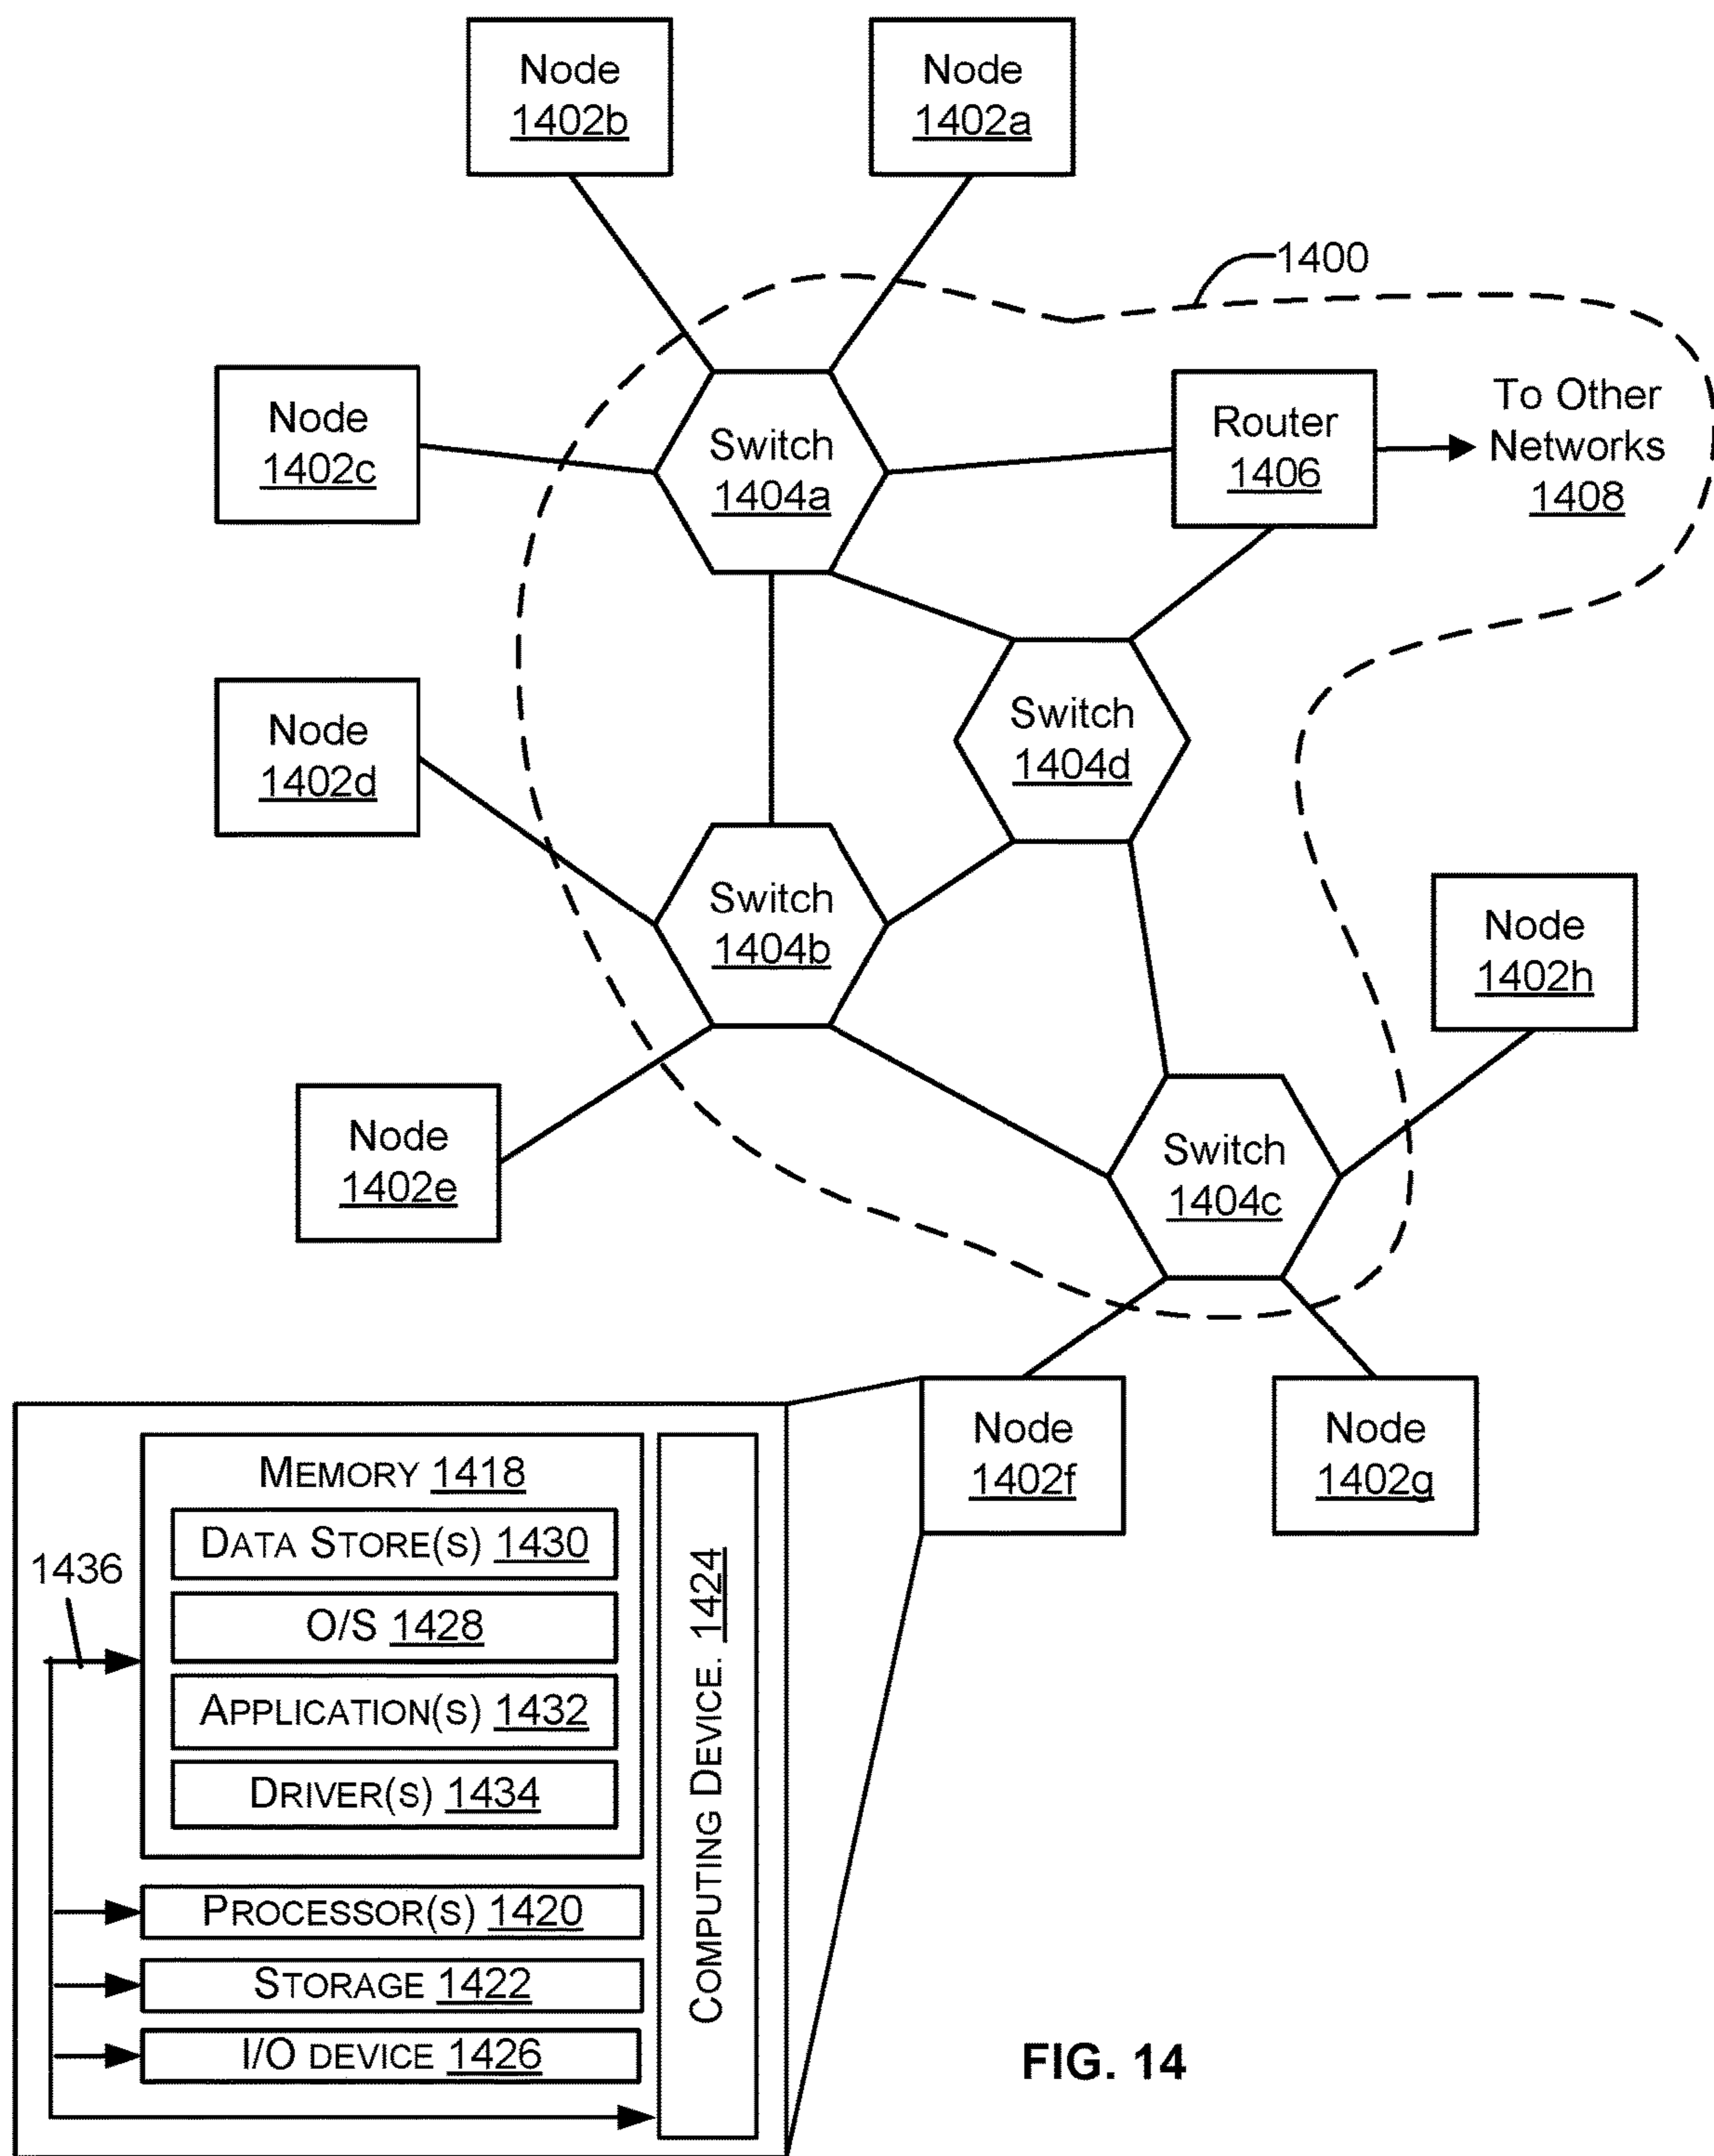 Node
1402b
Node
1402a
1400
Node
1402c
Switch
1404a
Router
1406
To Other
Networks
1408
Node
1402d
Switch
1404d
Switch
1404b
Node
1402h
Node
1402e
Switch
1404c
Node
1402f
Node
1402g
MEMORY 1418
DATA STORE(S) 1430
1436
O/S 1428
APPLICATION(S) 1432
DRIVER(S) 1434
COMPUTING DEVICE. 1424
PROCESSOR(S) 1420
STORAGE 1422
I/O DEVICE 1426
FIG. 14